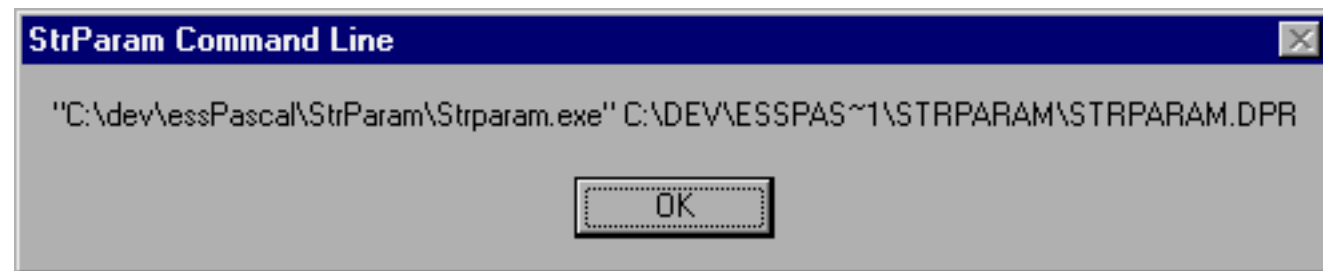 StrParam Command Line
"C:\dev\essPascal\StrParam\Strparam.exe" C:\DEV\ESSPAS~1\STRPARAM\STRPARAM.DPR
OK